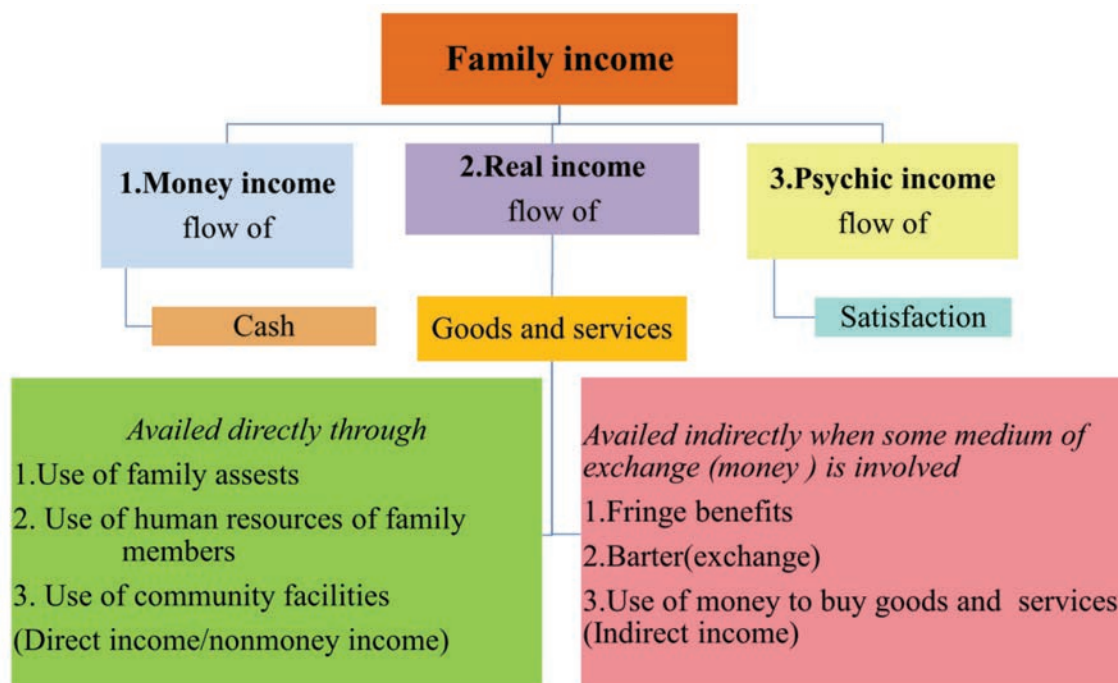 Family income
1.Money income
flow of
2.Real income
flow of
3.Psychic income
flow of
Cash
Goods and services
Satisfaction
Availed directly through
1.Use of family assests
2. Use of human resources of family
members
3. Use of community facilities
(Direct income/nonmoney income)
Availed indirectly when some medium of
exchange (money ) is involved
1.Fringe benefits
2.Barter(exchange)
3.Use of money to buy goods and services
(Indirect income)